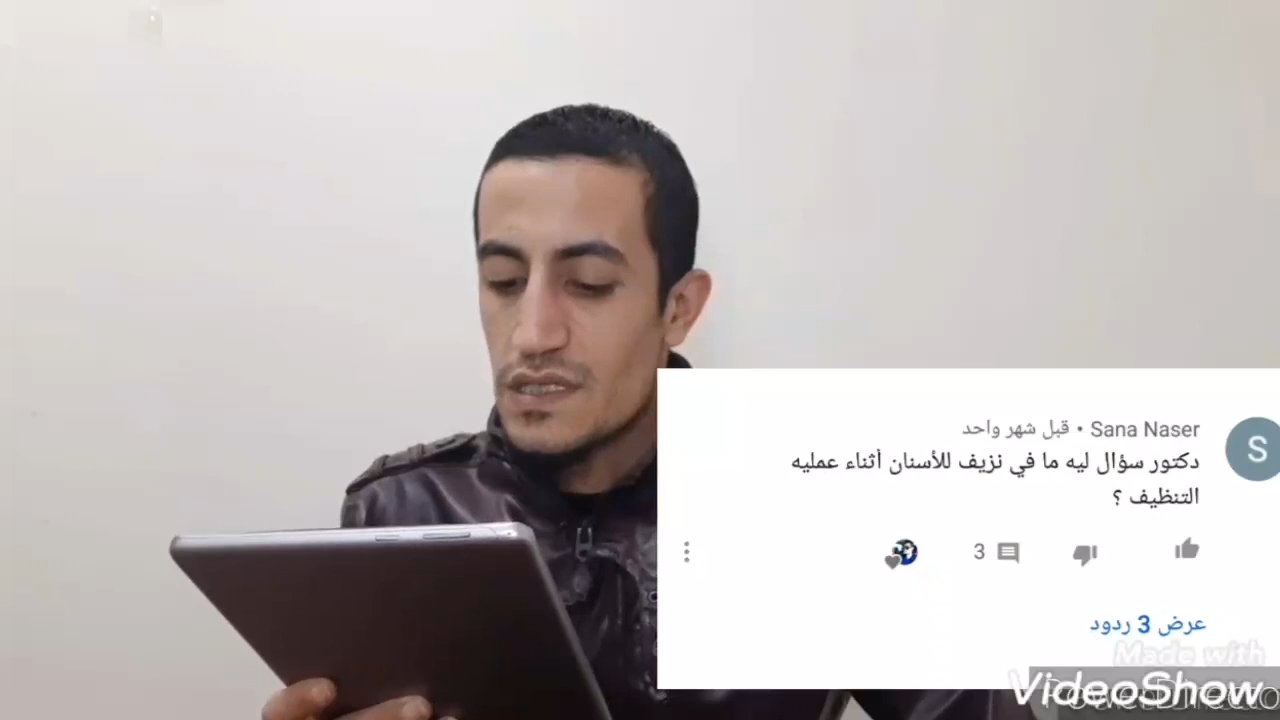 Sana Naser • قبل شهر واحد
S
دكتور سؤال ليه ما في نزيف للأسنان أثناء عمليه
التنظيف ؟
3
عرض 3 ردود
Made with
VideoShow